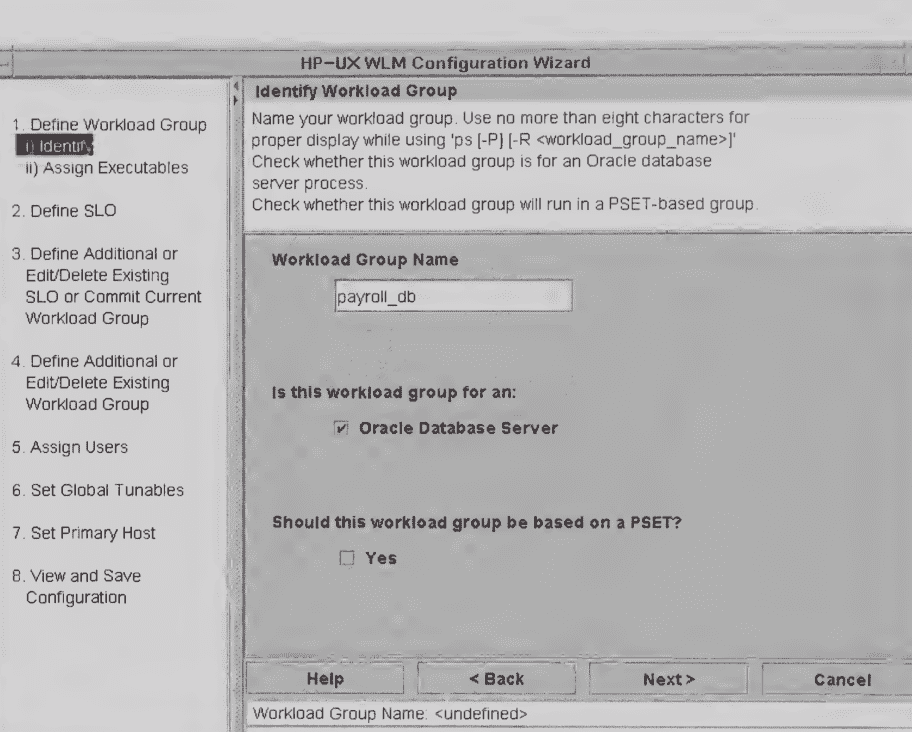 HP-UX WLM Configuration Wizard
1. Define Workload Group
i) Identify
ii) Assign Executables
2. Define SLO
3. Define Additional or
Edit/Delete Existing
SLO or Commit Current
Workload Group
4. Define Additional or
Edit/Delete Existing
Workload Group
5. Assign Users
6. Set Global Tunables
7. Set Primary Host
8. View and Save
Configuration
Identify Workload Group
Name your workload group. Use no more than eight characters for
proper display while using 'ps [-P] [-R <workload_group_name>]'
Check whether this workload group is for an Oracle database
server process.
Check whether this workload group will run in a PSET-based group.
Workload Group Name
payroll_db
Is this workload group for an:
Oracle Database Server
Should this workload group be based on a PSET?
Yes
Help
< Back
Next >
Cancel
Workload Group Name: <undefined>